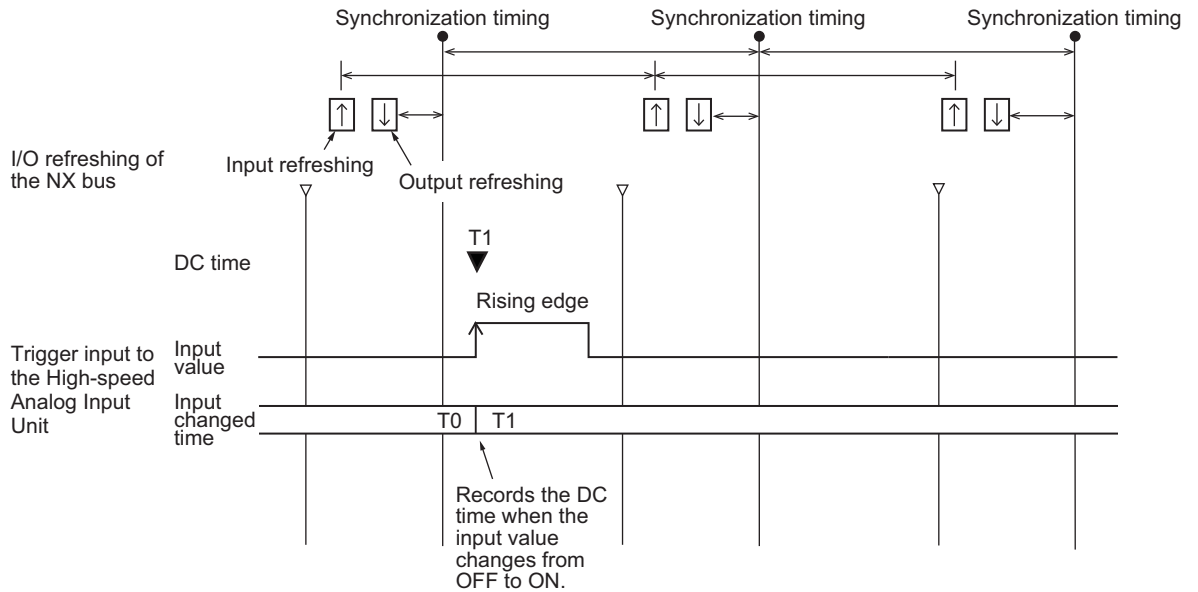 Synchronization timing
Synchronization timing
Synchronization timing
I/O refreshing of
the NX bus
Input refreshing
Output refreshing
DC time
T1
Rising edge
Trigger input to
the High-speed
Analog Input
Unit
Input
value
Input
changed
time
T0
T1
Records the DC
time when the
input value
changes from
OFF to ON.